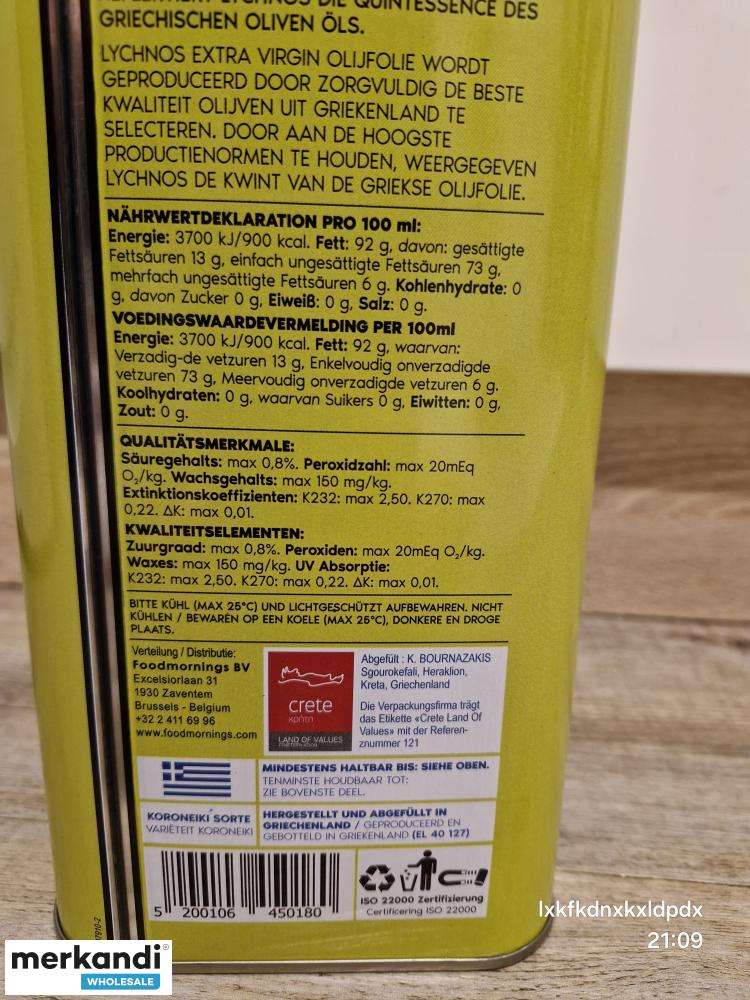 REFLEKTIERT LYCHNOS DIE QUINTESSENCE DES
GRIECHISCHEN OLIVEN ÖLS.
LYCHNOS EXTRA VIRGIN OLIJFOLIE WORDT
GEPRODUCEERD DOOR ZORGVULDIG DE BESTE
KWALITEIT OLIJVEN UIT GRIEKENLAND TE
SELECTEREN. DOOR AAN DE HOOGSTE
PRODUCTIENORMEN TE HOUDEN, WEERGEGEVEN
LYCHNOS DE KWINT VAN DE GRIEKSE OLIJFOLIE.
NÄHRWERTDEKLARATION PRO 100 ml:
Energie: 3700 kJ/900 kcal. Fett: 92 g, davon: gesättigte
Fettsäuren 13 g, einfach ungesättigte Fettsäuren 73 g,
mehrfach ungesättigte Fettsäuren 6 g. Kohlenhydrate: 0
g, davon Zucker 0 g, Eiweiß: 0 g, Salz: 0 g.
VOEDINGSWAARDEVERMELDING PER 100ml
Energie: 3700 kJ/900 kcal. Fett: 92 g, waarvan:
Verzadig-de vetzuren 13 g, Enkelvoudig onverzadigde
vetzuren 73 g, Meervoudig onverzadigde vetzuren 6 g.
Koolhydraten: 0 g, waarvan Suikers 0 g, Eiwitten: 0 g,
Zout: 0 g.
QUALITÄTSMERKMALE:
Säuregehalts: max 0,8%. Peroxidzahl: max 20mEq
O₂/kg. Wachsgehalts: max 150 mg/kg.
Extinktionskoeffizienten: K232: max 2,50. K270: max
0,22. ΔK: max 0,01.
KWALITEITSELEMENTEN:
Zuurgraad: max 0,8%. Peroxiden: max 20mEq O₂/kg.
Waxes: max 150 mg/kg. UV Absorptie:
K232: max 2,50. K270: max 0,22. ΔK: max 0,01.
BITTE KÜHL (MAX 25°C) UND LICHTGESCHÜTZT AUFBEWAHREN. NICHT
KÜHLEN / BEWAREN OP EEN KOELE (MAX 25°C), DONKERE EN DROGE
PLAATS.
Verteilung / Distributie:
Foodmornings BV
Excelsiorlaan 31
1930 Zaventem
Brussels - Belgium
+32 2 411 69 96
www.foodmornings.com
crete
κρήτη
LAND OF VALUES
Abgefüllt : K. BOURNAZAKIS
Sgourokefali, Heraklion,
Kreta, Griechenland
Die Verpackungsfirma trägt
das Etikette «Crete Land Of
Values» mit der Referen-
znummer 121
MINDESTENS HALTBAR BIS: SIEHE OBEN.
TENMINSTE HOUDBAAR TOT:
ZIE BOVENSTE DEEL.
KORONEIKI SORTE
VARIËTEIT KORONEIKI
HERGESTELLT UND ABGEFÜLLT IN
GRIECHENLAND / GEPRODUCEERD EN
GEBOTTELD IN GRIEKENLAND (EL 40 127)
5 200106 450180
ISO 22000 Zertifizierung
Certificering ISO 22000
lxkfkdnxkxldpdx
21:09
merkandi®
WHOLESALE